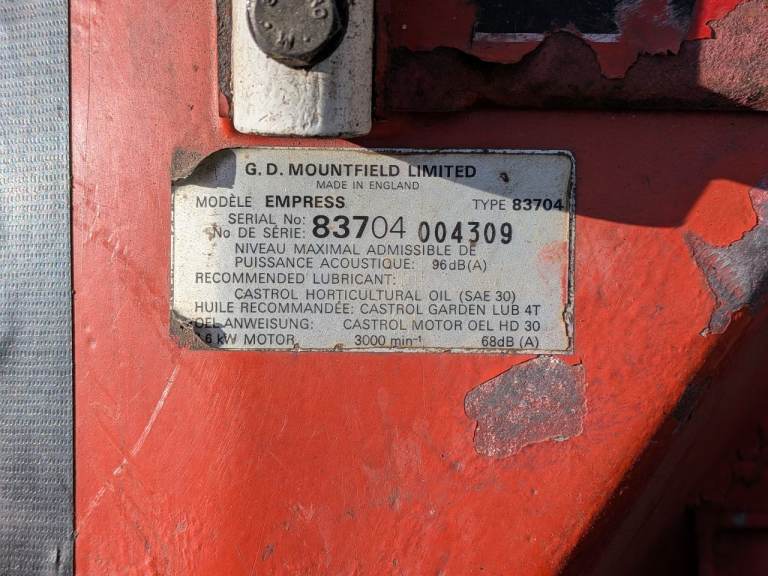 G.D. MOUNTFIELD LIMITED
MADE IN ENGLAND
MODÈLE EMPRESS TYPE 83704
SERIAL No:
No DE SÉRIE: 83704 004309
NIVEAU MAXIMAL ADMISSIBLE DE
PUISSANCE ACOUSTIQUE: 96dB(A)
RECOMMENDED LUBRICANT:
CASTROL HORTICULTURAL OIL (SAE 30)
HUILE RECOMMANDÉE: CASTROL GARDEN LUB 4T
OELANWEISUNG: CASTROL MOTOR OEL HD 30
kW MOTOR 3000 min⁻¹ 68dB (A)